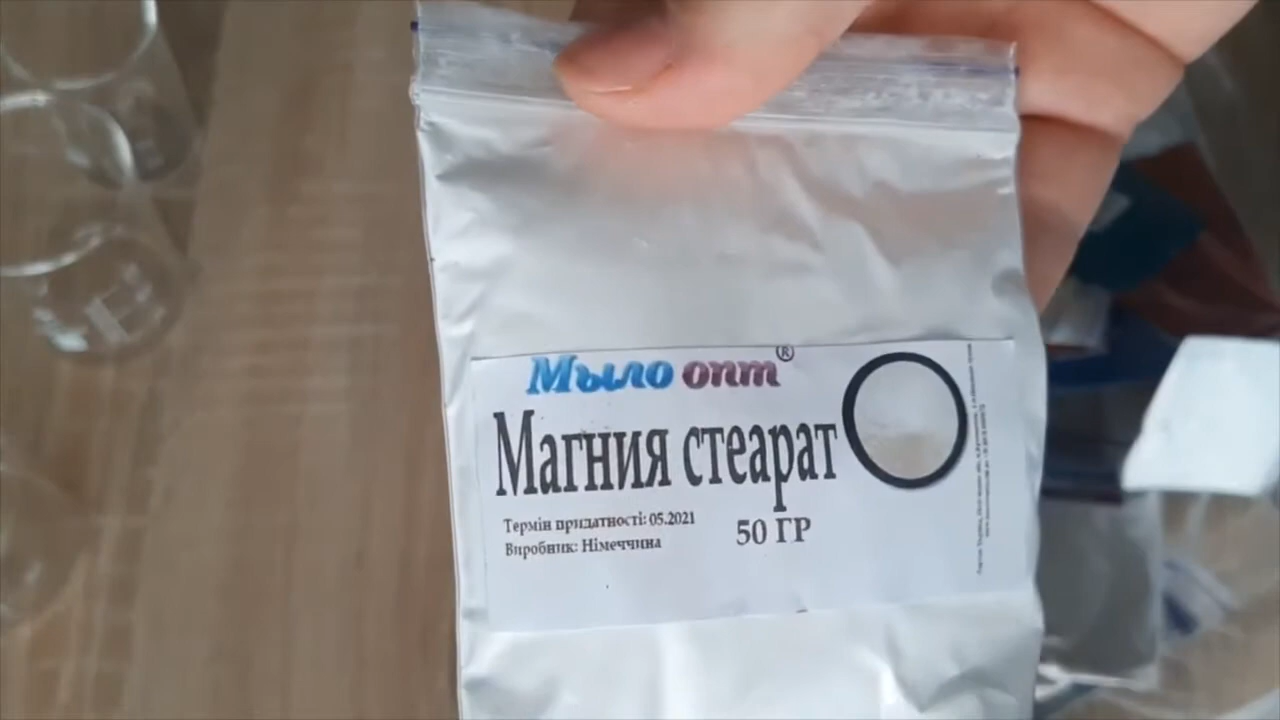 Мыло опт®
Магния стеарат
Термін придатності: 05.2021
50 ГР
Виробник: Німеччина